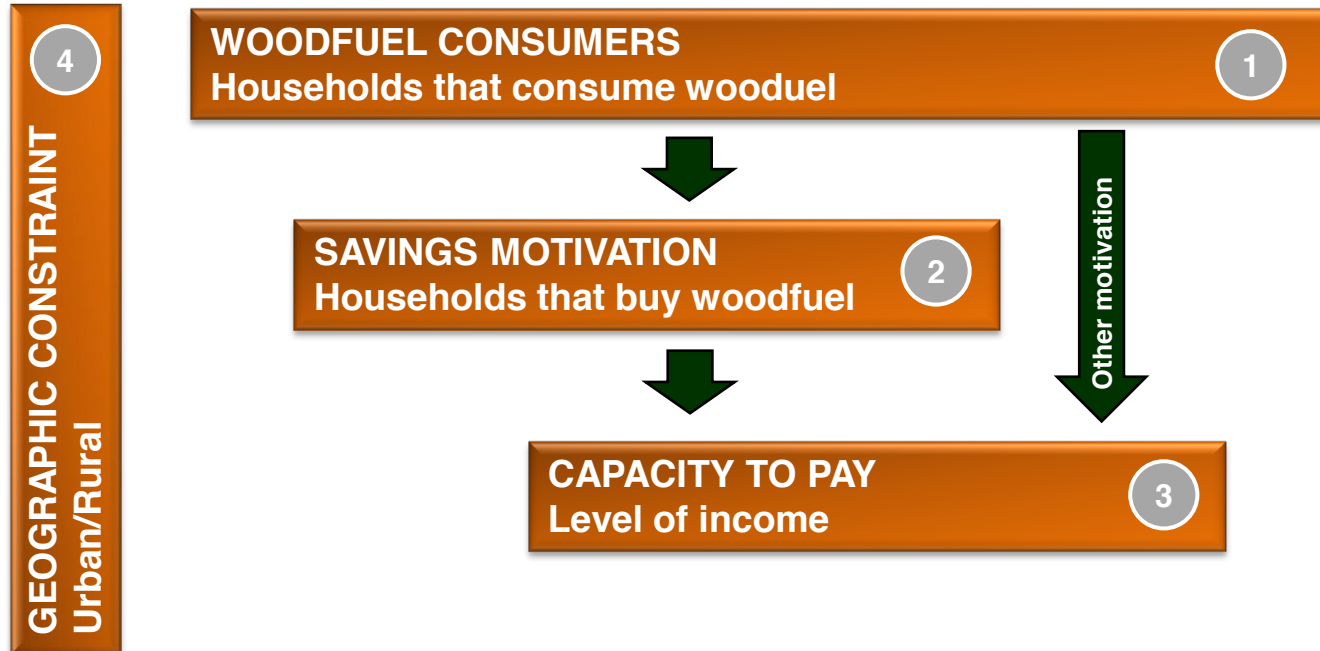 4
GEOGRAPHIC CONSTRAINT
Urban/Rural
WOODFUEL CONSUMERS
Households that consume wooduel
1
SAVINGS MOTIVATION
Households that buy woodfuel
2
Other motivation
CAPACITY TO PAY
Level of income
3